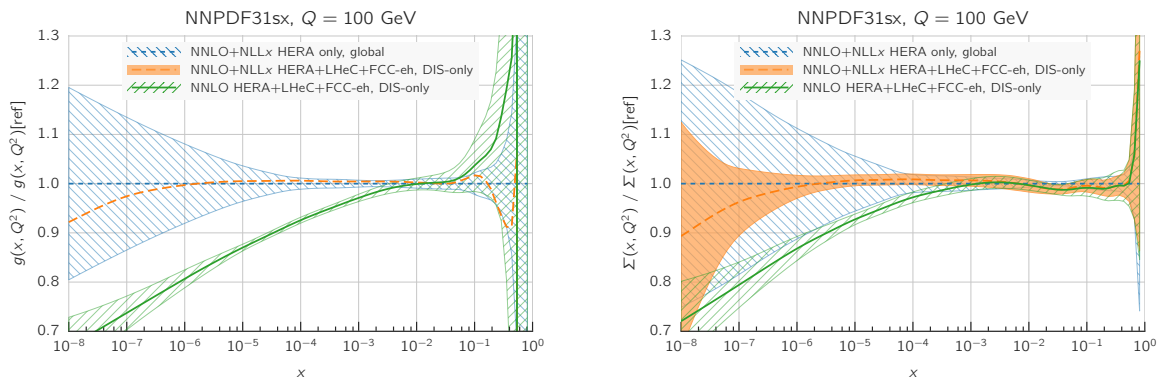 NNPDF31sx, Q = 100 GeV
1.3
1.2
1.1
1.0
0.9
0.8
0.7
g(x, Q²) / g(x, Q²)[ref]
NNLO+NLLx HERA only, global
NNLO+NLLx HERA+LHeC+FCC-eh, DIS-only
NNLO HERA+LHeC+FCC-eh, DIS-only
10⁻⁸ 10⁻⁷ 10⁻⁶ 10⁻⁵ 10⁻⁴ 10⁻³ 10⁻² 10⁻¹ 10⁰
x
NNPDF31sx, Q = 100 GeV
1.3
1.2
1.1
1.0
0.9
0.8
0.7
Σ(x, Q²) / Σ(x, Q²)[ref]
NNLO+NLLx HERA only, global
NNLO+NLLx HERA+LHeC+FCC-eh, DIS-only
NNLO HERA+LHeC+FCC-eh, DIS-only
10⁻⁸ 10⁻⁷ 10⁻⁶ 10⁻⁵ 10⁻⁴ 10⁻³ 10⁻² 10⁻¹ 10⁰
x